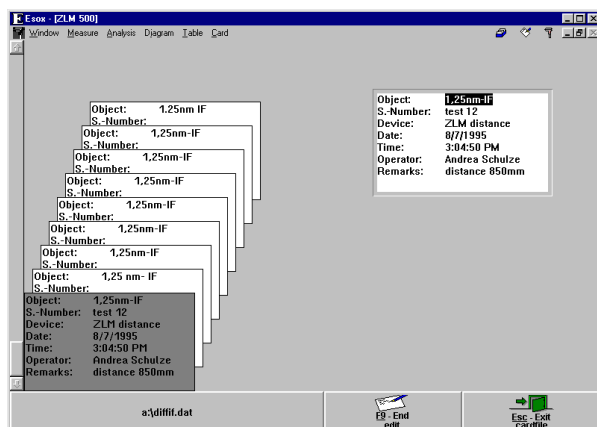 Esox - [ZLM 500]
Window Measure Analysis Djagram Table Card
Object: 1.25nm IF
S.-Number:
Object: 1,25nm-IF
S.-Number:
Object: 1,25nm-IF
S.-Number:
Object: 1,25nm-IF
S.-Number:
Object: 1,25nm-IF
S.-Number:
Object: 1,25nm-IF
S.-Number:
Object: 1,25nm-IF
S.-Number:
Object: 1,25 nm- IF
S.-Number:
Object: 1,25nm-IF
S.-Number: test 12
Device: ZLM distance
Date: 8/7/1995
Time: 3:04:50 PM
Operator: Andrea Schulze
Remarks: distance 850mm
Object: 1,25nm-IF
S.-Number: test 12
Device: ZLM distance
Date: 8/7/1995
Time: 3:04:50 PM
Operator: Andrea Schulze
Remarks: distance 850mm
a:\diffif.dat
F9 - End
edit
Esc - Exit
cardfile